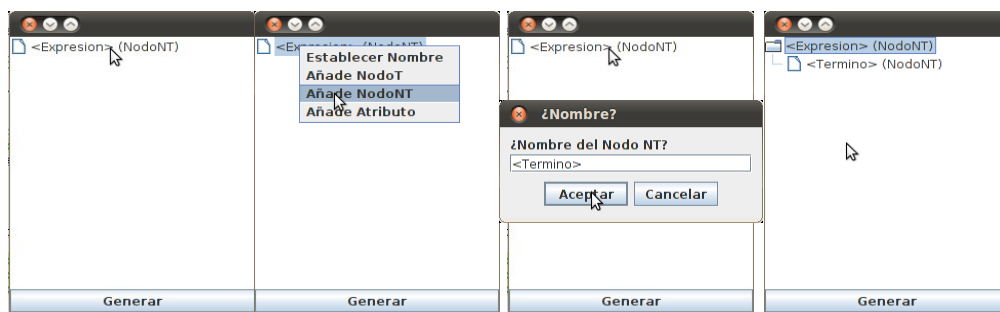 <Expresion> (NodoNT)
Generar
<Expresion> (NodoNT)
Establecer Nombre
Añade NodoT
Añade NodoNT
Añade Atributo
Generar
<Expresion> (NodoNT)
¿Nombre?
¿Nombre del Nodo NT?
<Termino>
Aceptar
Cancelar
Generar
<Expresion> (NodoNT)
<Termino> (NodoNT)
Generar